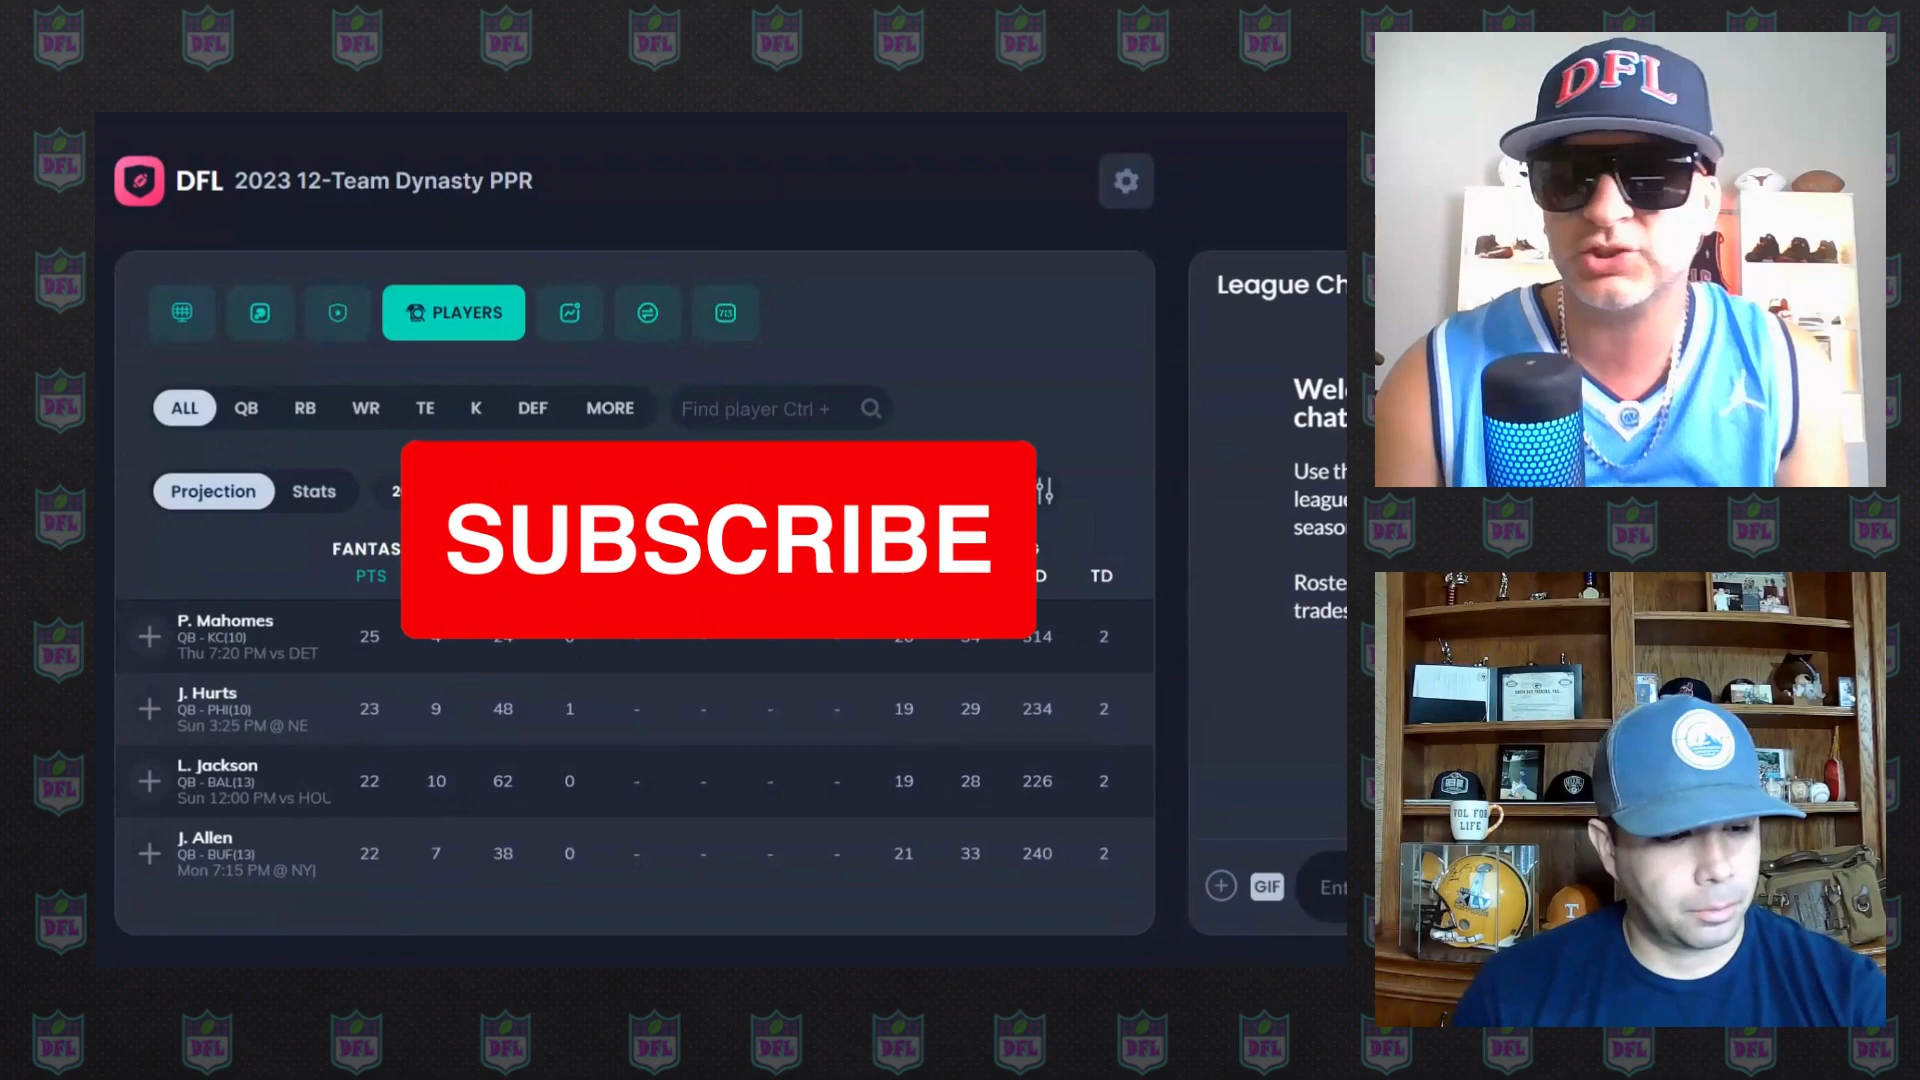 DFL 2023 12-Team Dynasty PPR
PLAYERS
ALL QB RB WR TE K DEF MORE Find player Ctrl +
Projection Stats
SUBSCRIBE
FANTAS
PTS TD
P. Mahomes
QB - KC(10)
Thu 7:20 PM vs DET
25 2
J. Hurts
QB - PHI(10)
Sun 3:25 PM @ NE
23 9 48 1 - - - - 19 29 234 2
L. Jackson
QB - BAL(13)
Sun 12:00 PM vs HOU
22 10 62 0 - - - - 19 28 226 2
J. Allen
QB - BUF(13)
Mon 7:15 PM @ NYJ
22 7 38 0 - - - - 21 33 240 2
League Ch
Wel
chat
Use th
league
seaso
Roste
trades
GIF Ent
DFL
VOL FOR
LIFE
XLV
T